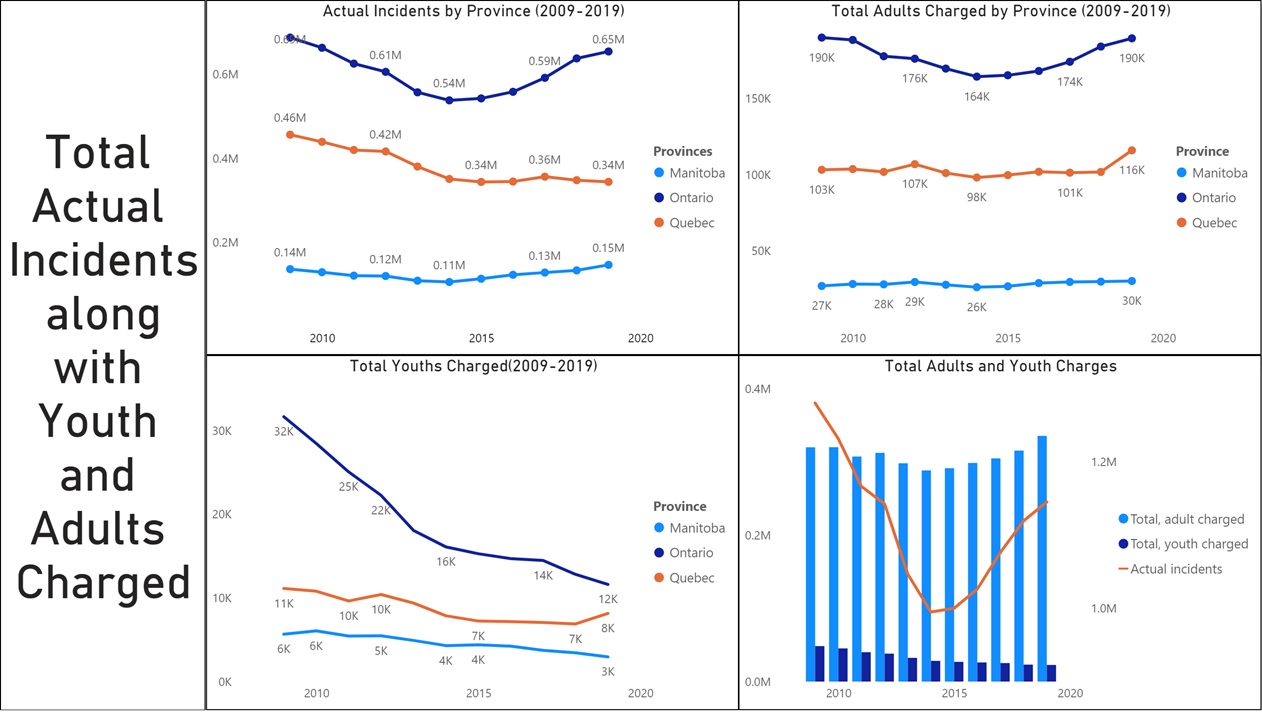 Total
Actual
Incidents
along
with
Youth
and
Adults
Charged
Actual Incidents by Province (2009-2019)
0.6M
0.4M
0.2M
0.61M
0.54M
0.59M
0.65M
0.46M
0.42M
0.34M
0.36M
0.34M
0.14M
0.12M
0.11M
0.13M
0.15M
2010
2015
2020
Provinces
Manitoba
Ontario
Quebec
Total Adults Charged by Province (2009-2019)
150K
100K
50K
190K
176K
164K
174K
190K
103K
107K
98K
101K
116K
27K
28K
29K
26K
30K
2010
2015
2020
Province
Manitoba
Ontario
Quebec
Total Youths Charged(2009-2019)
30K
20K
10K
0K
32K
25K
22K
16K
14K
12K
11K
10K
10K
7K
7K
8K
6K
6K
5K
4K
4K
3K
2010
2015
2020
Province
Manitoba
Ontario
Quebec
Total Adults and Youth Charges
0.4M
0.2M
0.0M
1.2M
1.0M
2010
2015
2020
Total, adult charged
Total, youth charged
Actual incidents